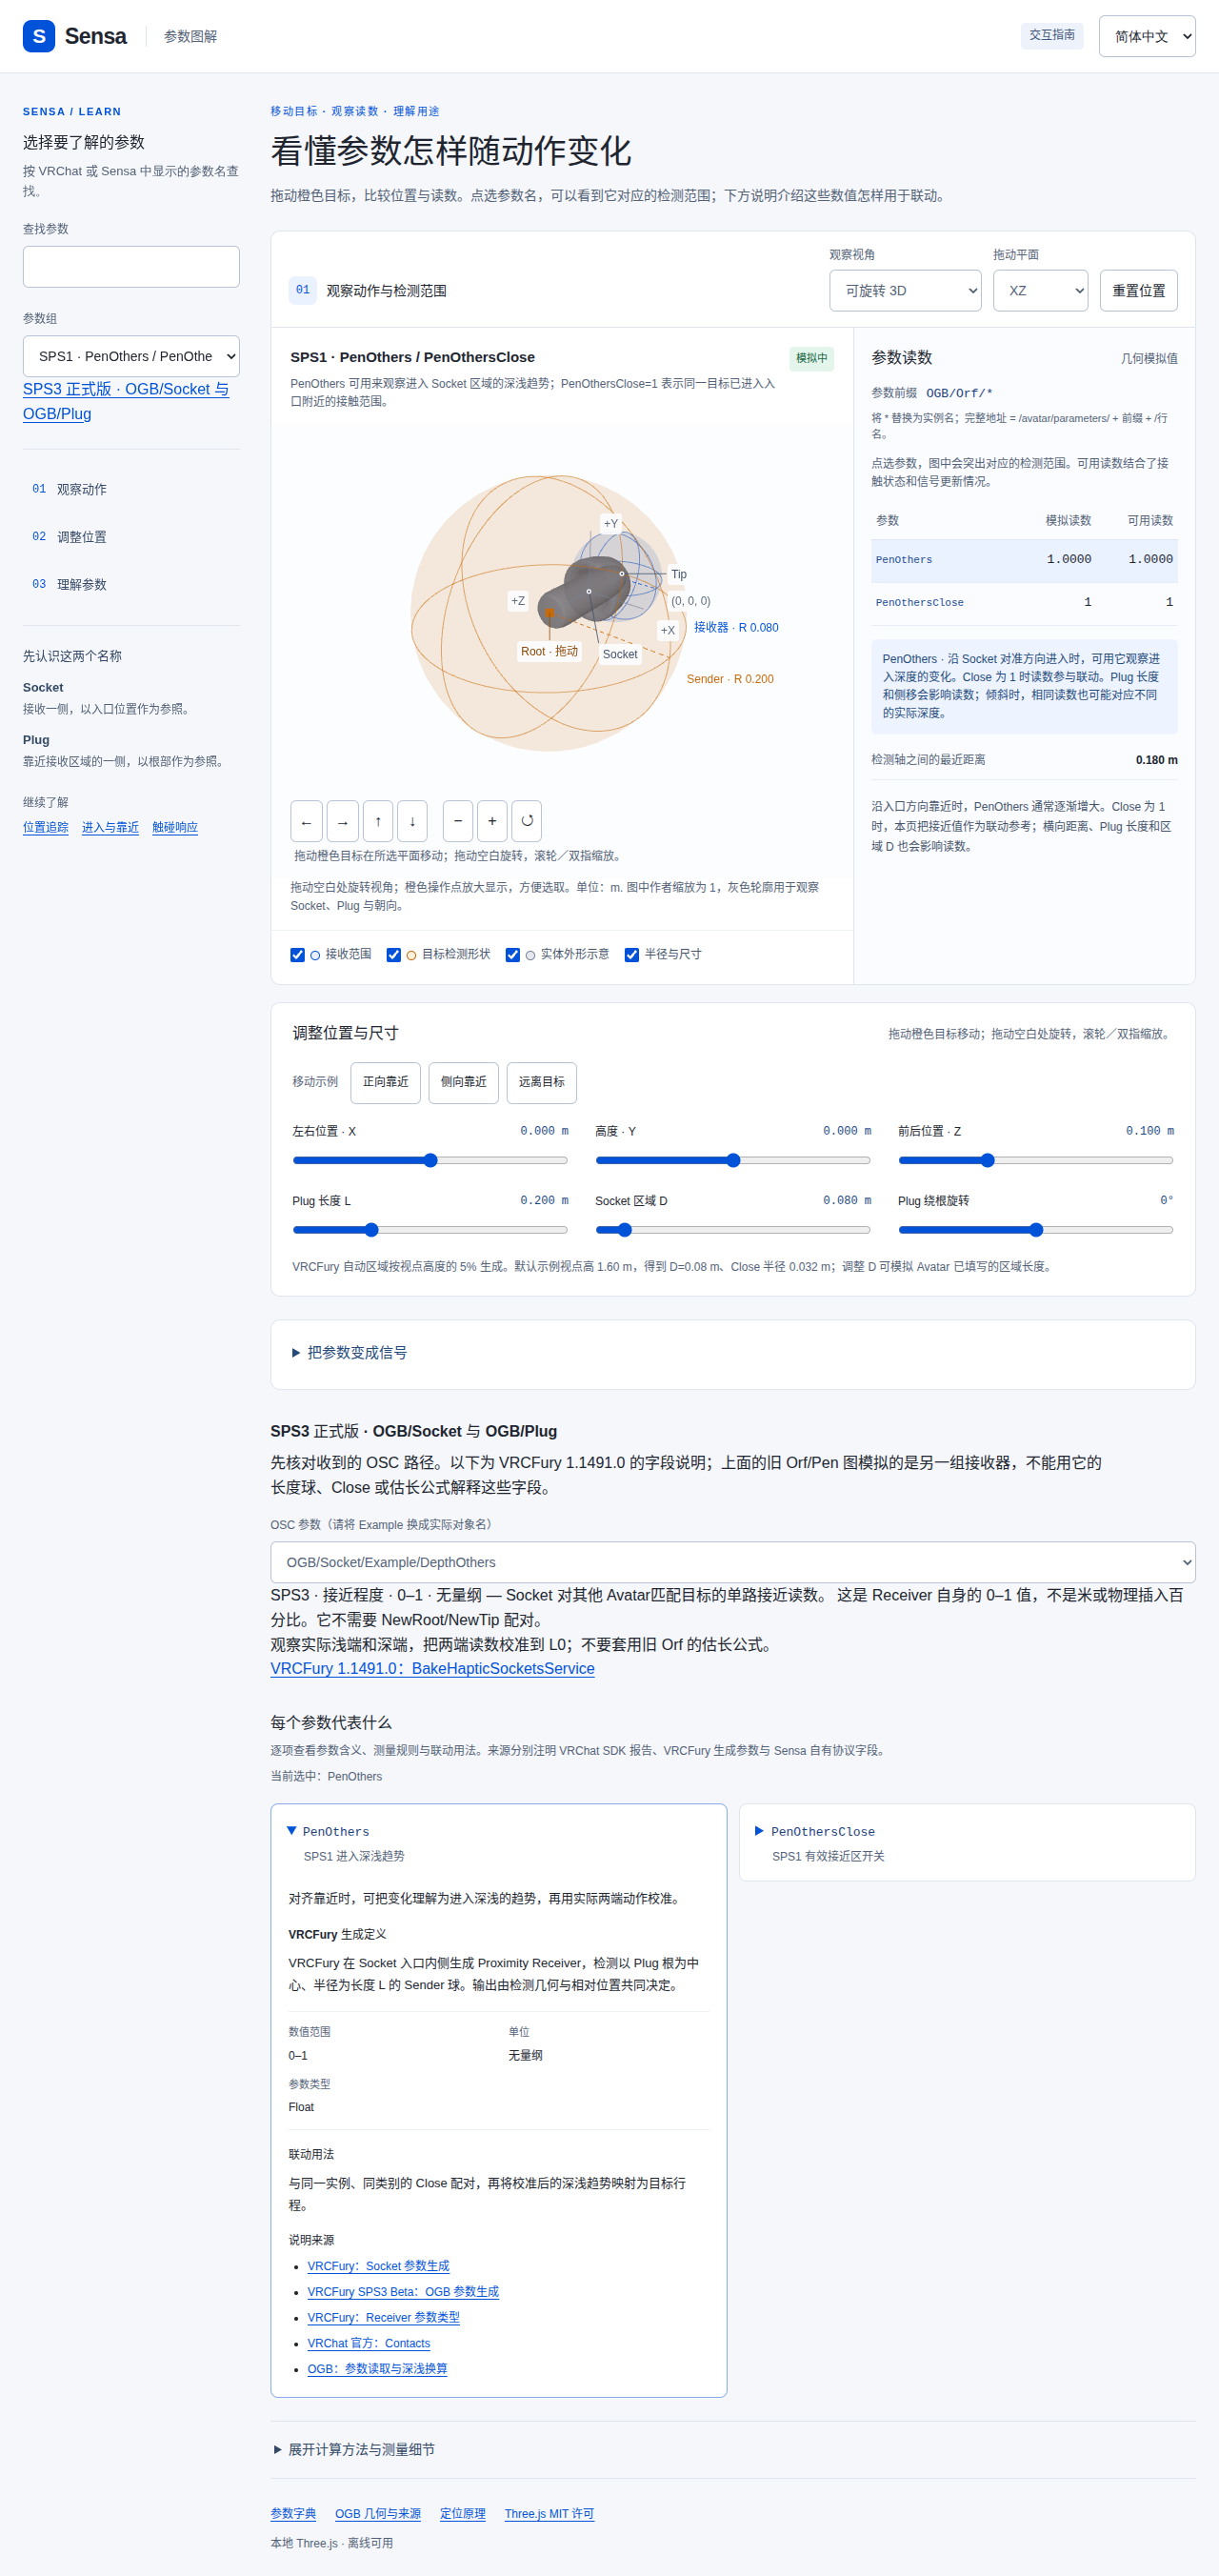 S Sensa 参数图解
交互指南
简体中文
SENSA / LEARN
选择要了解的参数
按 VRChat 或 Sensa 中显示的参数名查
找。
查找参数
参数组
SPS1 · PenOthers / PenOthe
SPS3 正式版 · OGB/Socket 与
OGB/Plug
01 观察动作
02 调整位置
03 理解参数
先认识这两个名称
Socket
接收一侧，以入口位置作为参照。
Plug
靠近接收区域的一侧，以根部作为参照。
继续了解
位置追踪 进入与靠近 触碰响应
移动目标 · 观察读数 · 理解用途
看懂参数怎样随动作变化
拖动橙色目标，比较位置与读数。点选参数名，可以看到它对应的检测范围；下方说明介绍这些数值怎样用于联动。
01 观察动作与检测范围
观察视角
可旋转 3D
拖动平面
XZ
重置位置
SPS1 · PenOthers / PenOthersClose
模拟中
PenOthers 可用来观察进入 Socket 区域的深浅趋势；PenOthersClose=1 表示同一目标已进入入
口附近的接触范围。
+Y
Tip
+Z
(0, 0, 0)
+X
接收器 · R 0.080
Root · 拖动
Socket
Sender · R 0.200
← → ↑ ↓ − + ↺
拖动橙色目标在所选平面移动；拖动空白旋转，滚轮／双指缩放。
拖动空白处旋转视角；橙色操作点放大显示，方便选取。单位：m. 图中作者缩放为 1，灰色轮廓用于观察
Socket、Plug 与朝向。
接收范围 目标检测形状 实体外形示意 半径与尺寸
参数读数
几何模拟值
参数前缀 OGB/Orf/*
将 * 替换为实例名；完整地址 = /avatar/parameters/ + 前缀 + /行
名。
点选参数，图中会突出对应的检测范围。可用读数结合了接
触状态和信号更新情况。
参数 模拟读数 可用读数
PenOthers 1.0000 1.0000
PenOthersClose 1 1
PenOthers · 沿 Socket 对准方向进入时，可用它观察进
入深度的变化。Close 为 1 时读数参与联动。Plug 长度
和侧移会影响读数；倾斜时，相同读数也可能对应不同
的实际深度。
检测轴之间的最近距离 0.180 m
沿入口方向靠近时，PenOthers 通常逐渐增大。Close 为 1
时，本页把接近值作为联动参考；横向距离、Plug 长度和区
域 D 也会影响读数。
调整位置与尺寸
拖动橙色目标移动；拖动空白处旋转，滚轮／双指缩放。
移动示例 正向靠近 侧向靠近 远离目标
左右位置 · X 0.000 m
高度 · Y 0.000 m
前后位置 · Z 0.100 m
Plug 长度 L 0.200 m
Socket 区域 D 0.080 m
Plug 绕根旋转 0°
VRCFury 自动区域按视点高度的 5% 生成。默认示例视点高 1.60 m，得到 D=0.08 m、Close 半径 0.032 m；调整 D 可模拟 Avatar 已填写的区域长度。
把参数变成信号
SPS3 正式版 · OGB/Socket 与 OGB/Plug
先核对收到的 OSC 路径。以下为 VRCFury 1.1491.0 的字段说明；上面的旧 Orf/Pen 图模拟的是另一组接收器，不能用它的
长度球、Close 或估长公式解释这些字段。
OSC 参数（请将 Example 换成实际对象名）
OGB/Socket/Example/DepthOthers
SPS3 · 接近程度 · 0–1 · 无量纲 — Socket 对其他 Avatar匹配目标的单路接近读数。 这是 Receiver 自身的 0–1 值，不是米或物理插入百
分比。它不需要 NewRoot/NewTip 配对。
观察实际浅端和深端，把两端读数校准到 L0；不要套用旧 Orf 的估长公式。
VRCFury 1.1491.0：BakeHapticSocketsService
每个参数代表什么
逐项查看参数含义、测量规则与联动用法。来源分别注明 VRChat SDK 报告、VRCFury 生成参数与 Sensa 自有协议字段。
当前选中：PenOthers
PenOthers
SPS1 进入深浅趋势
对齐靠近时，可把变化理解为进入深浅的趋势，再用实际两端动作校准。
VRCFury 生成定义
VRCFury 在 Socket 入口内侧生成 Proximity Receiver，检测以 Plug 根为中
心、半径为长度 L 的 Sender 球。输出由检测几何与相对位置共同决定。
数值范围 单位
0–1 无量纲
参数类型
Float
联动用法
与同一实例、同类别的 Close 配对，再将校准后的深浅趋势映射为目标行
程。
说明来源
VRCFury：Socket 参数生成
VRCFury SPS3 Beta：OGB 参数生成
VRCFury：Receiver 参数类型
VRChat 官方：Contacts
OGB：参数读取与深浅换算
PenOthersClose
SPS1 有效接近区开关
展开计算方法与测量细节
参数字典 OGB 几何与来源 定位原理 Three.js MIT 许可
本地 Three.js · 离线可用